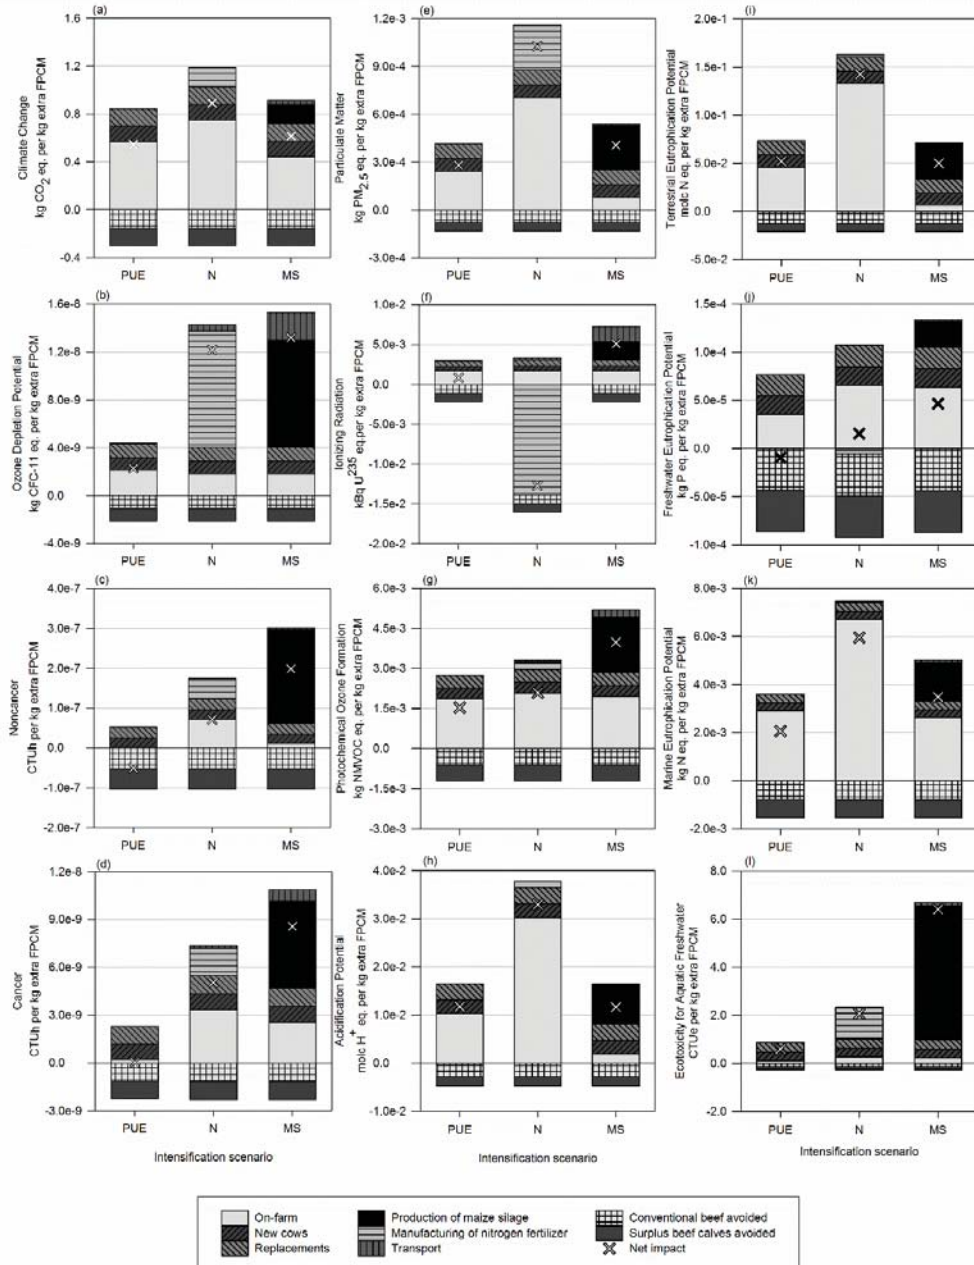 (a)
Climate Change
kg CO2 eq. per kg extra FPCM
1.6
1.2
0.8
0.4
0.0
-0.4
PUE N MS
(e)
Particulate Matter
kg PM2.5 eq. per kg extra FPCM
1.2e-3
9.0e-4
6.0e-4
3.0e-4
0.0
-3.0e-4
PUE N MS
(i)
Terrestrial Eutrophication Potential
molc N eq. per kg extra FPCM
2.0e-1
1.5e-1
1.0e-1
5.0e-2
0.0
-5.0e-2
PUE N MS
(b)
Ozone Depletion Potential
kg CFC-11 eq. per kg extra FPCM
1.6e-8
1.2e-8
8.0e-9
4.0e-9
0.0
-4.0e-9
PUE N MS
(f)
Ionizing Radiation
kBq U235 eq.per kg extra FPCM
1.0e-2
5.0e-3
0.0
-5.0e-3
-1.0e-2
-1.5e-2
-2.0e-2
PUE N MS
(j)
Freshwater Eutrophication Potential
kg P eq. per kg extra FPCM
1.5e-4
1.0e-4
5.0e-5
0.0
-5.0e-5
-1.0e-4
PUE N MS
(c)
Noncancer
CTUh per kg extra FPCM
4.0e-7
3.0e-7
2.0e-7
1.0e-7
0.0
-1.0e-7
-2.0e-7
PUE N MS
(g)
Photochemical Ozone Formation
kg NMVOC eq. per kg extra FPCM
6.0e-3
4.5e-3
3.0e-3
1.5e-3
0.0
-1.5e-3
-3.0e-3
PUE N MS
(k)
Marine Eutrophication Potential
kg N eq. per kg extra FPCM
8.0e-3
6.0e-3
4.0e-3
2.0e-3
0.0
-2.0e-3
PUE N MS
(d)
Cancer
CTUh per kg extra FPCM
1.2e-8
9.0e-9
6.0e-9
3.0e-9
0.0
-3.0e-9
PUE N MS
Intensification scenario
(h)
Acidification Potential
molc H+ eq. per kg extra FPCM
4.0e-2
3.0e-2
2.0e-2
1.0e-2
0.0
-1.0e-2
PUE N MS
Intensification scenario
(l)
Ecotoxicity for Aquatic Freshwater
CTUe per kg extra FPCM
8.0
6.0
4.0
2.0
0.0
-2.0
PUE N MS
Intensification scenario
On-farm
New cows
Replacements
Production of maize silage
Manufacturing of nitrogen fertilizer
Transport
Conventional beef avoided
Surplus beef calves avoided
Net impact